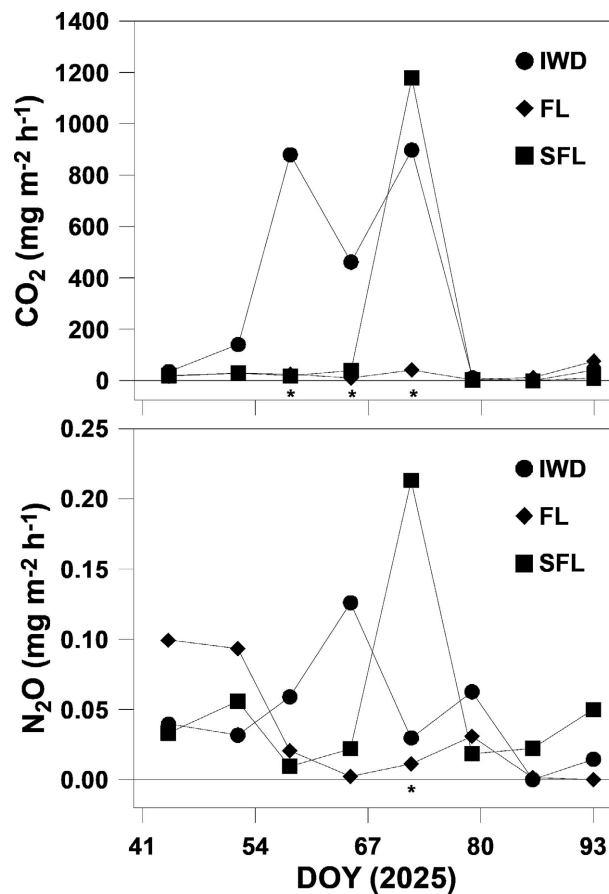 1400
1200
1000
800
600
400
200
0
CO₂ (mg m⁻² h⁻¹)
IWD
FL
SFL
* * *
0.25
0.20
0.15
0.10
0.05
0.00
N₂O (mg m⁻² h⁻¹)
IWD
FL
SFL
*
41 54 67 80 93
DOY (2025)